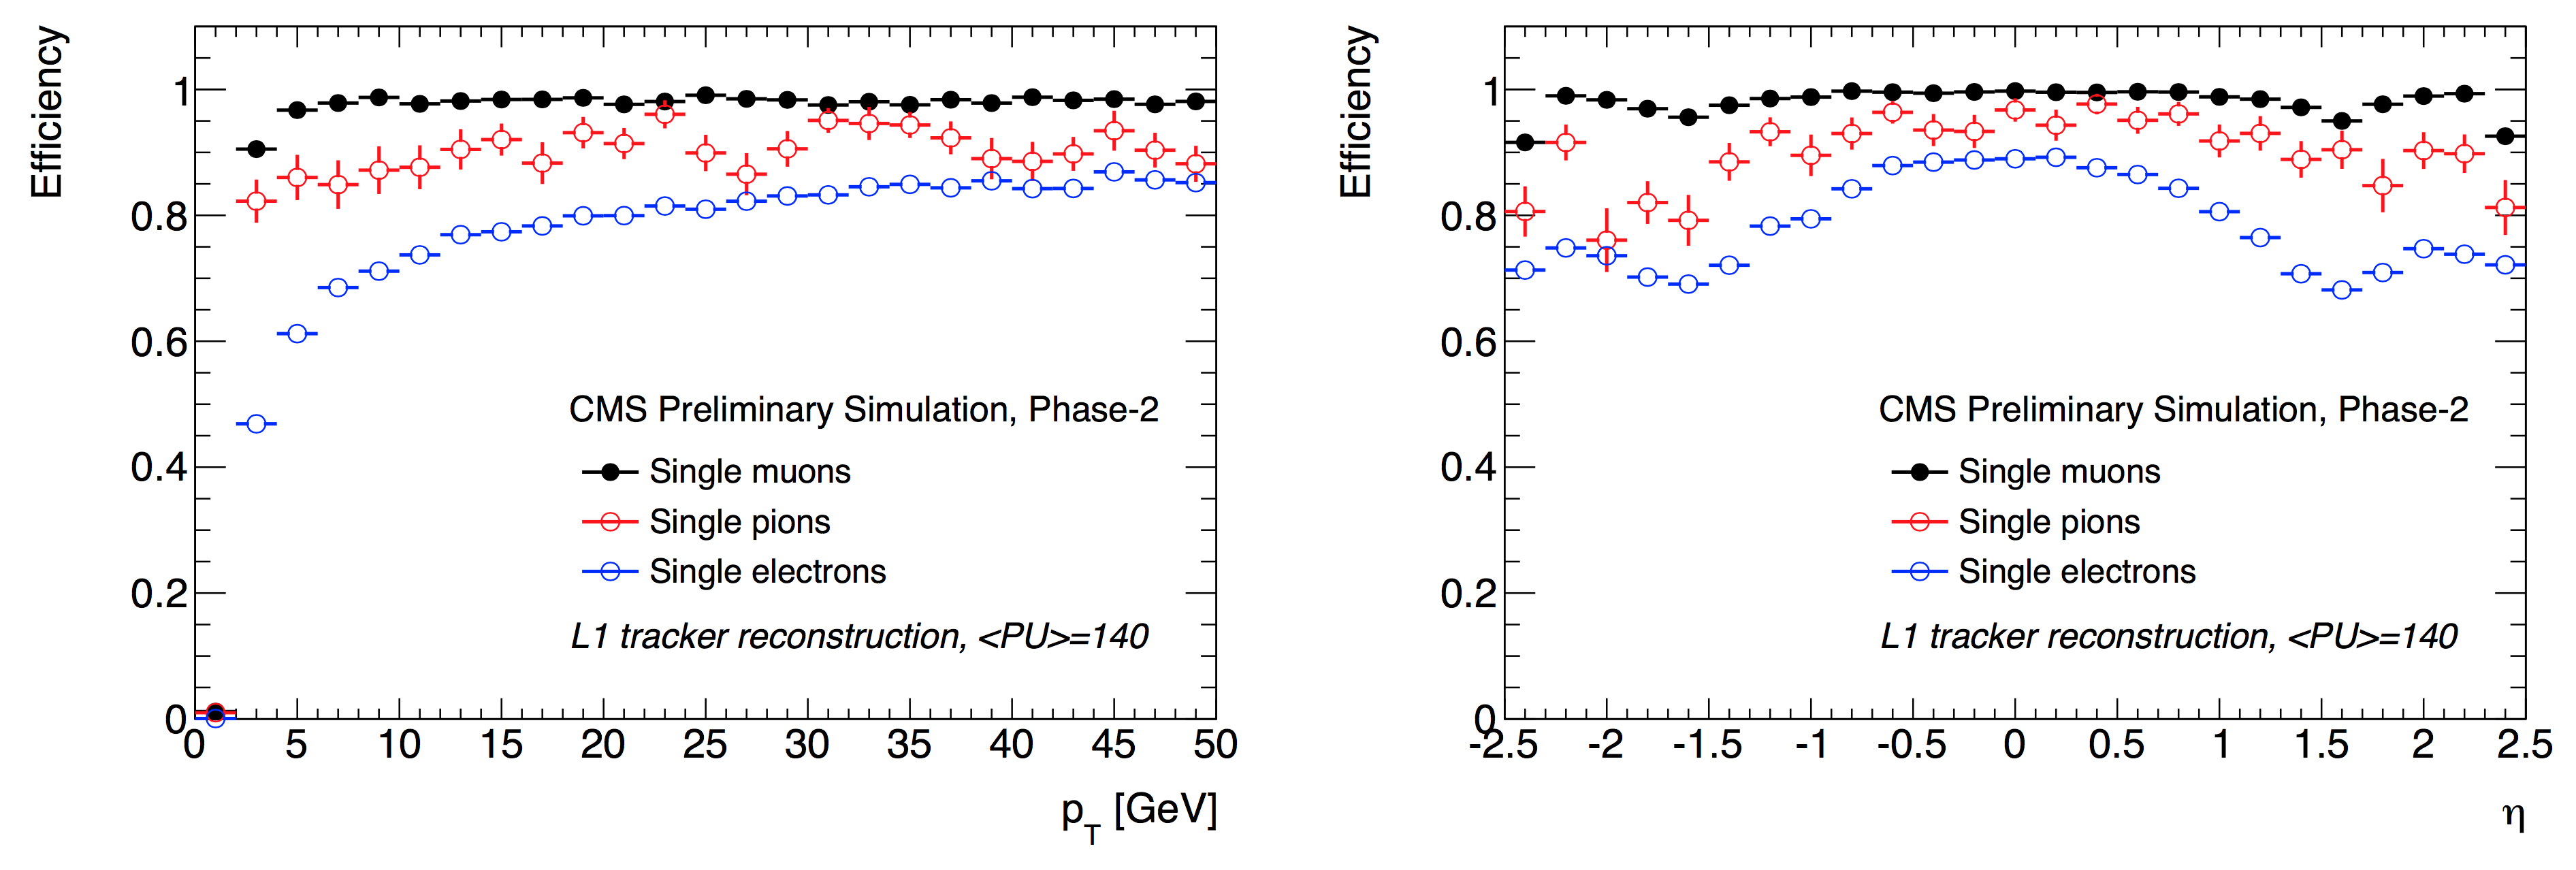 Efficiency
1
0.8
0.6
0.4
0.2
0
0 5 10 15 20 25 30 35 40 45 50
p_T [GeV]
CMS Preliminary Simulation, Phase-2
Single muons
Single pions
Single electrons
L1 tracker reconstruction, <PU>=140
Efficiency
1
0.8
0.6
0.4
0.2
0
-2.5 -2 -1.5 -1 -0.5 0 0.5 1 1.5 2 2.5
η
CMS Preliminary Simulation, Phase-2
Single muons
Single pions
Single electrons
L1 tracker reconstruction, <PU>=140